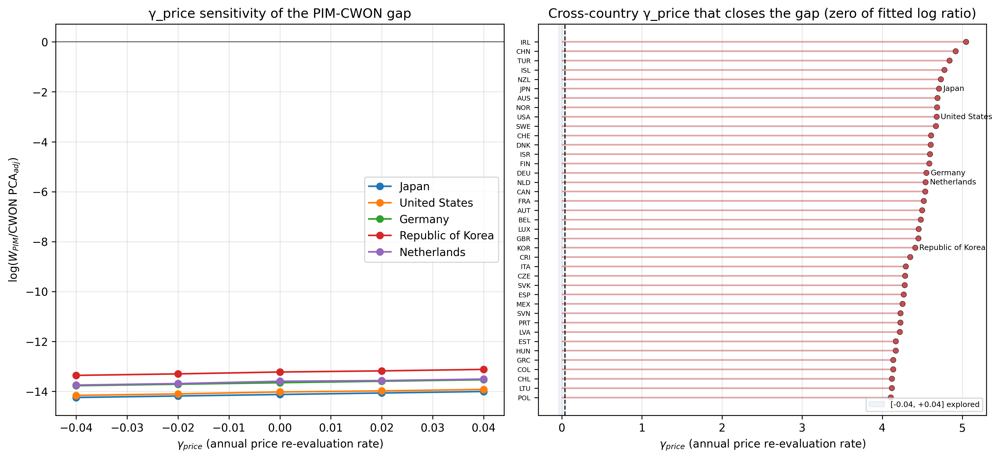 γ_price sensitivity of the PIM-CWON gap
0
−2
−4
−6
−8
−10
−12
−14
log(W_PIM/CWON PCA_adj)
Japan
United States
Germany
Republic of Korea
Netherlands
−0.04
−0.03
−0.02
−0.01
0.00
0.01
0.02
0.03
0.04
γ_price (annual price re-evaluation rate)
Cross-country γ_price that closes the gap (zero of fitted log ratio)
IRL
CHN
TUR
ISL
NZL
JPN
Japan
AUS
NOR
USA
United States
SWE
CHE
DNK
ISR
FIN
DEU
Germany
NLD
Netherlands
CAN
FRA
AUT
BEL
LUX
GBR
KOR
Republic of Korea
CRI
ITA
CZE
SVK
ESP
MEX
SVN
PRT
LVA
EST
HUN
GRC
COL
CHL
LTU
POL
[-0.04, +0.04] explored
0
1
2
3
4
5
γ_price (annual price re-evaluation rate)